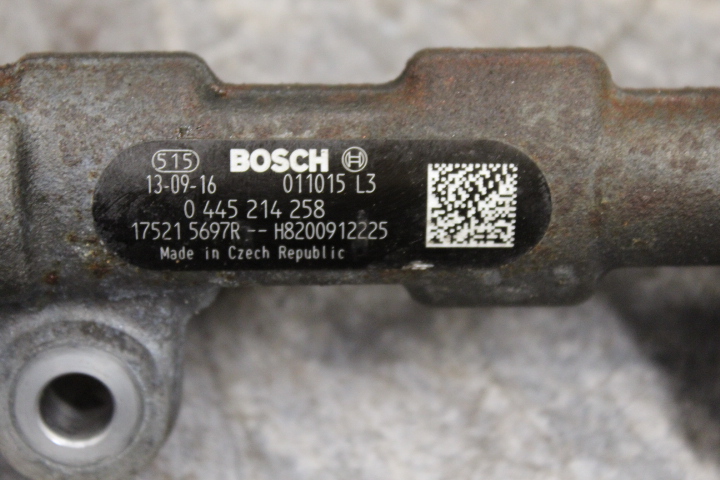 515 BOSCH
13-09-16 011015 L3
0 445 214 258
17521 5697R -- H8200912225
Made in Czech Republic